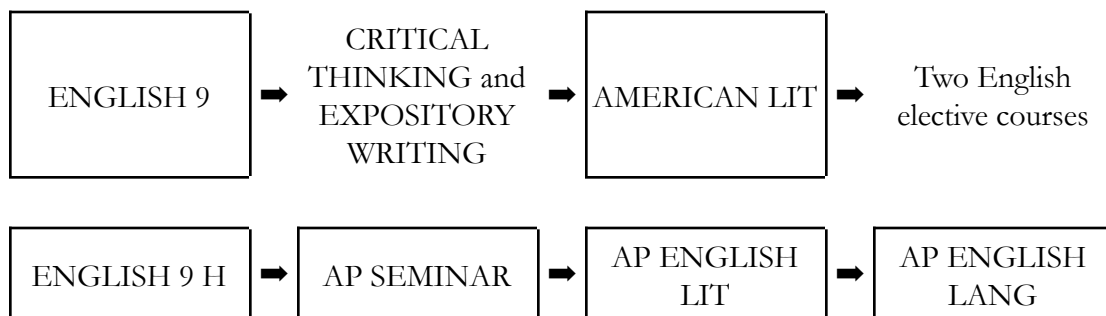 ENGLISH 9
CRITICAL
THINKING and
EXPOSITORY
WRITING
AMERICAN LIT
Two English
elective courses
ENGLISH 9 H
AP SEMINAR
AP ENGLISH
LIT
AP ENGLISH
LANG